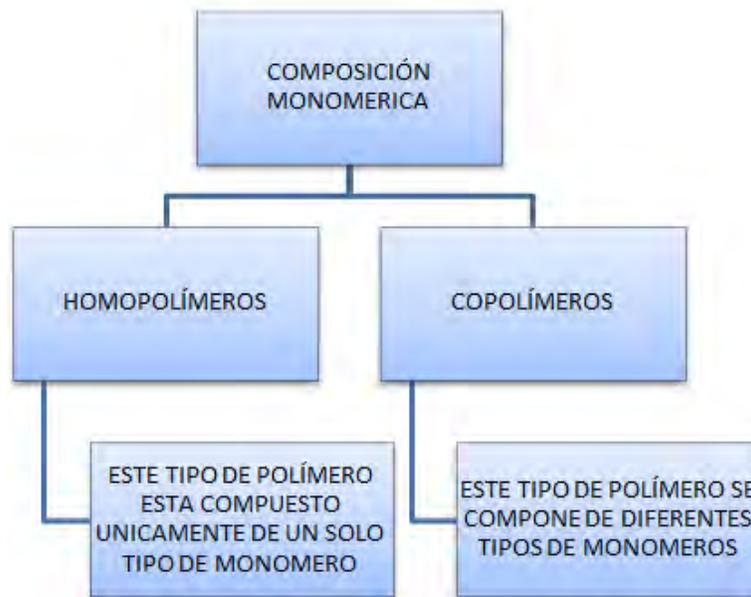 COMPOSICIÓN
MONOMERICA
HOMOPOLÍMEROS
COPOLÍMEROS
ESTE TIPO DE POLÍMERO
ESTA COMPUESTO
UNICAMENTE DE UN SOLO
TIPO DE MONOMERO
ESTE TIPO DE POLÍMERO SE
COMPONE DE DIFERENTES
TIPOS DE MONOMEROS